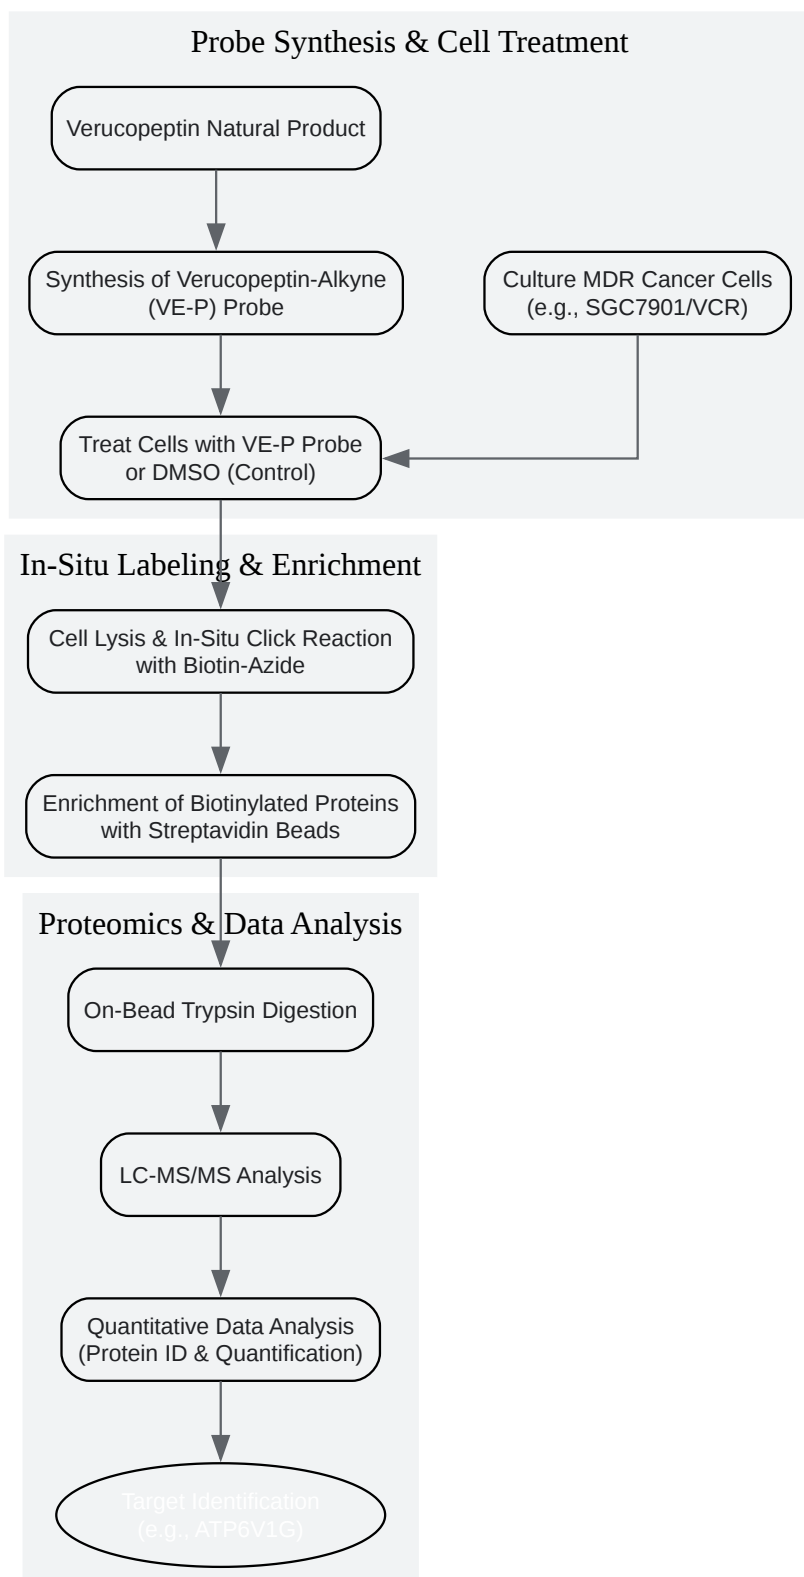 Probe Synthesis & Cell Treatment
Verucopeptin Natural Product
Synthesis of Verucopeptin-Alkyne
(VE-P) Probe
Culture MDR Cancer Cells
(e.g., SGC7901/VCR)
Treat Cells with VE-P Probe
or DMSO (Control)
In-Situ Labeling & Enrichment
Cell Lysis & In-Situ Click Reaction
with Biotin-Azide
Enrichment of Biotinylated Proteins
with Streptavidin Beads
Proteomics & Data Analysis
On-Bead Trypsin Digestion
LC-MS/MS Analysis
Quantitative Data Analysis
(Protein ID & Quantification)
Target Identification
(e.g., ATP6V1G)